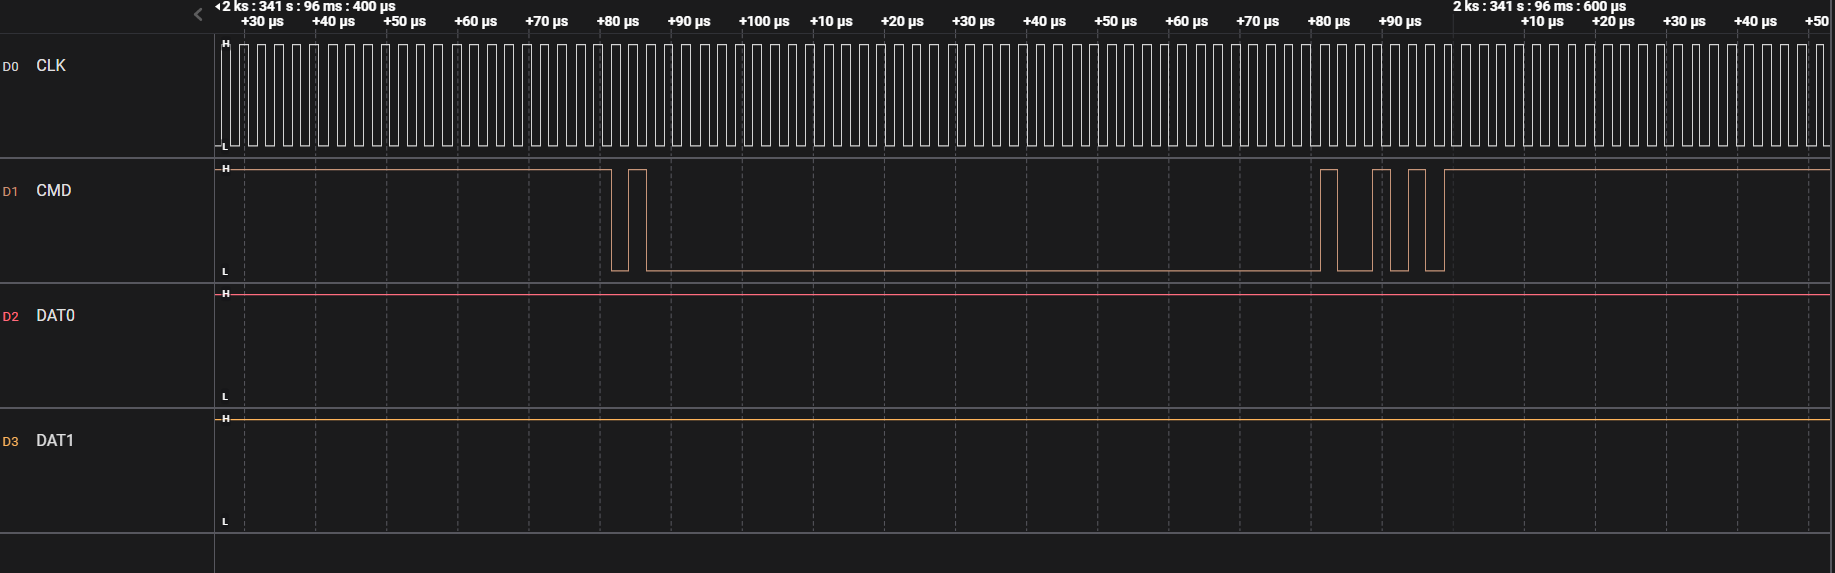 2 ks : 341 s : 96 ms : 400 µs 2 ks : 341 s : 96 ms : 600 µs
+30 µs +40 µs +50 µs +60 µs +70 µs +80 µs +90 µs +100 µs +10 µs +20 µs +30 µs +40 µs +50 µs +60 µs +70 µs +80 µs +90 µs +10 µs +20 µs +30 µs +40 µs +50
H
D0 CLK
L
H
D1 CMD
L
H
D2 DAT0
L
H
D3 DAT1
L